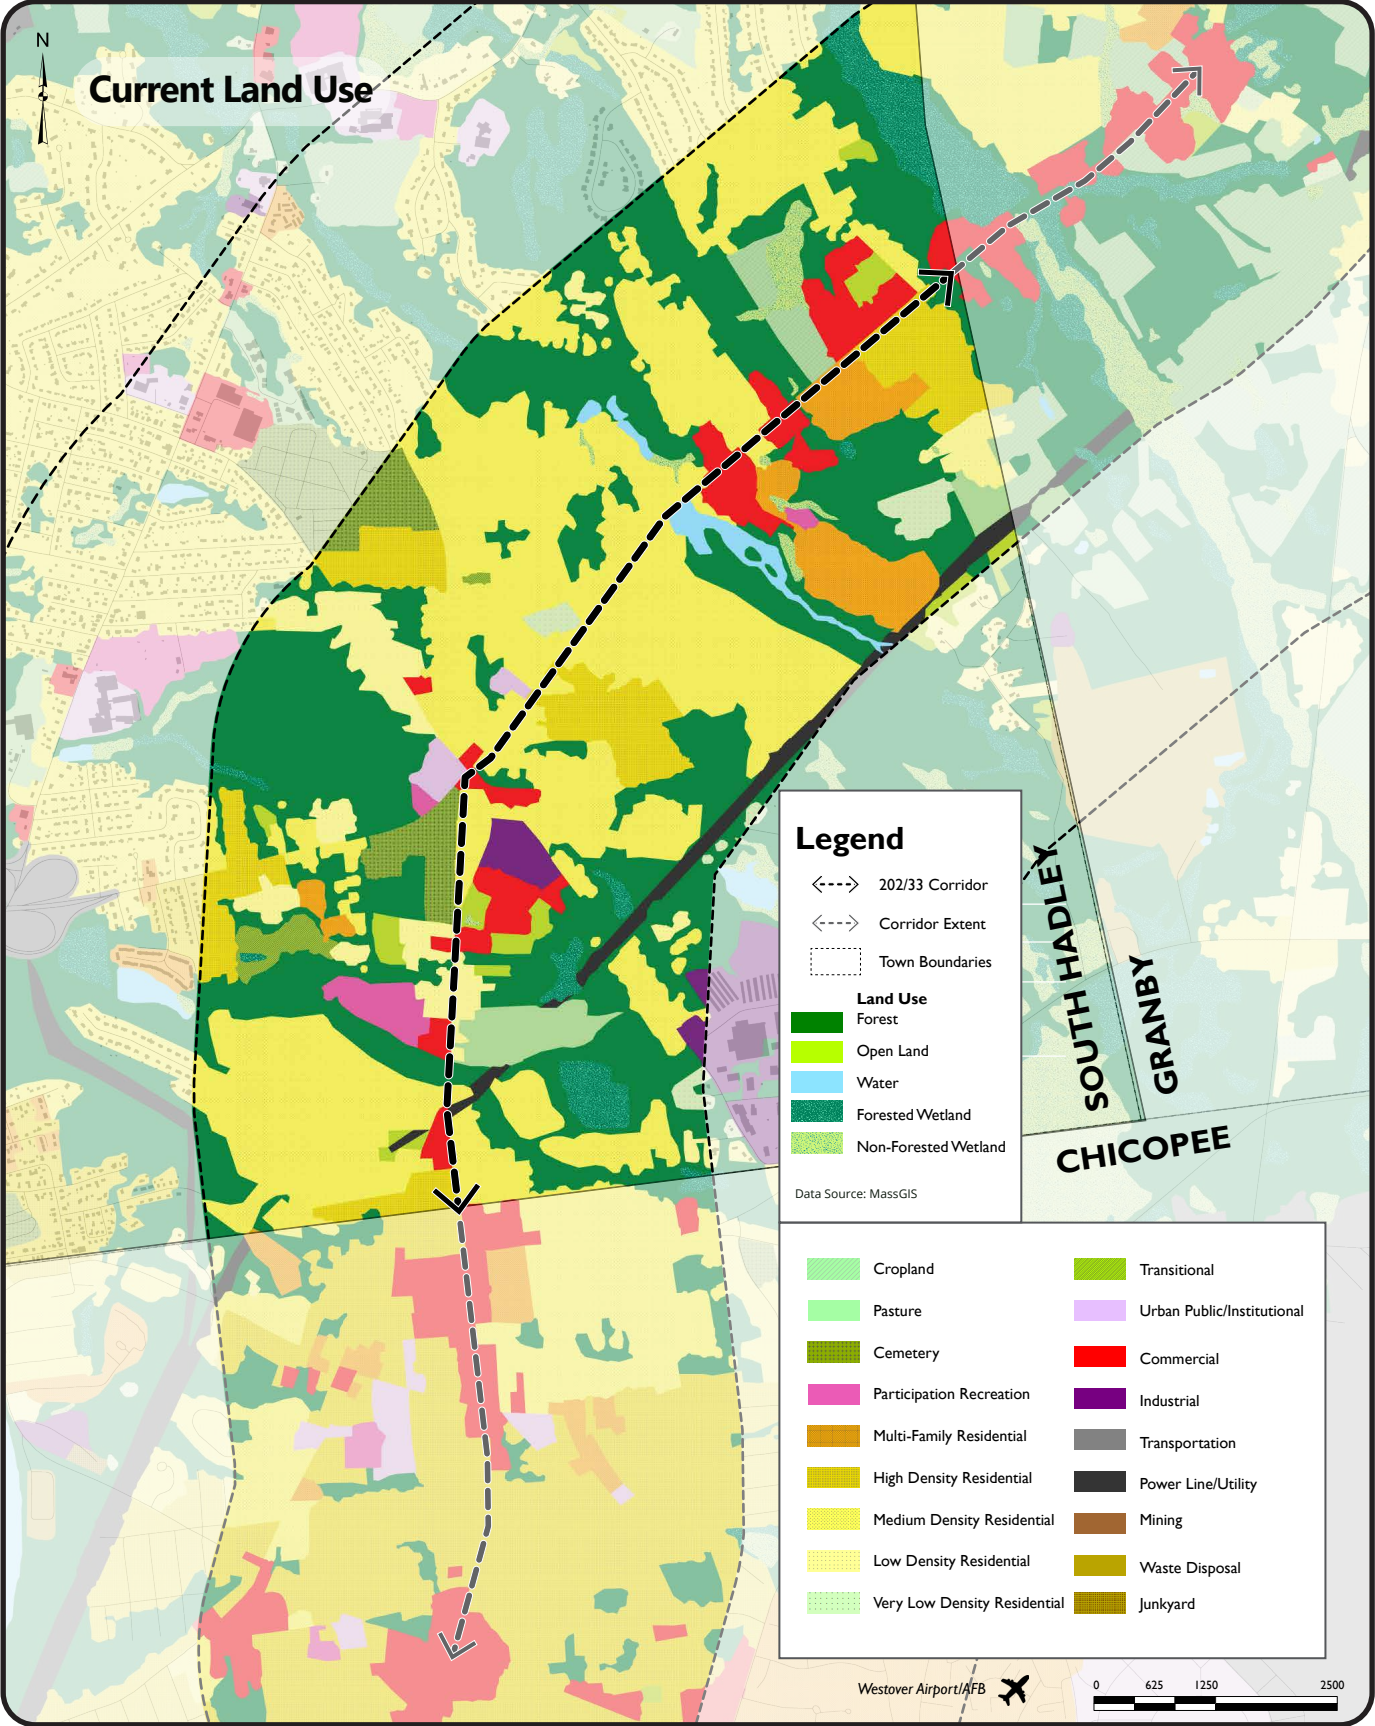 N
Current Land Use
Legend
202/33 Corridor
Corridor Extent
Town Boundaries
Land Use
Forest
Open Land
Water
Forested Wetland
Non-Forested Wetland
Data Source: MassGIS
SOUTH HADLEY
GRANBY
CHICOPEE
Cropland
Pasture
Cemetery
Participation Recreation
Multi-Family Residential
High Density Residential
Medium Density Residential
Low Density Residential
Very Low Density Residential
Transitional
Urban Public/Institutional
Commercial
Industrial
Transportation
Power Line/Utility
Mining
Waste Disposal
Junkyard
Westover Airport/AFB
0 625 1250 2500